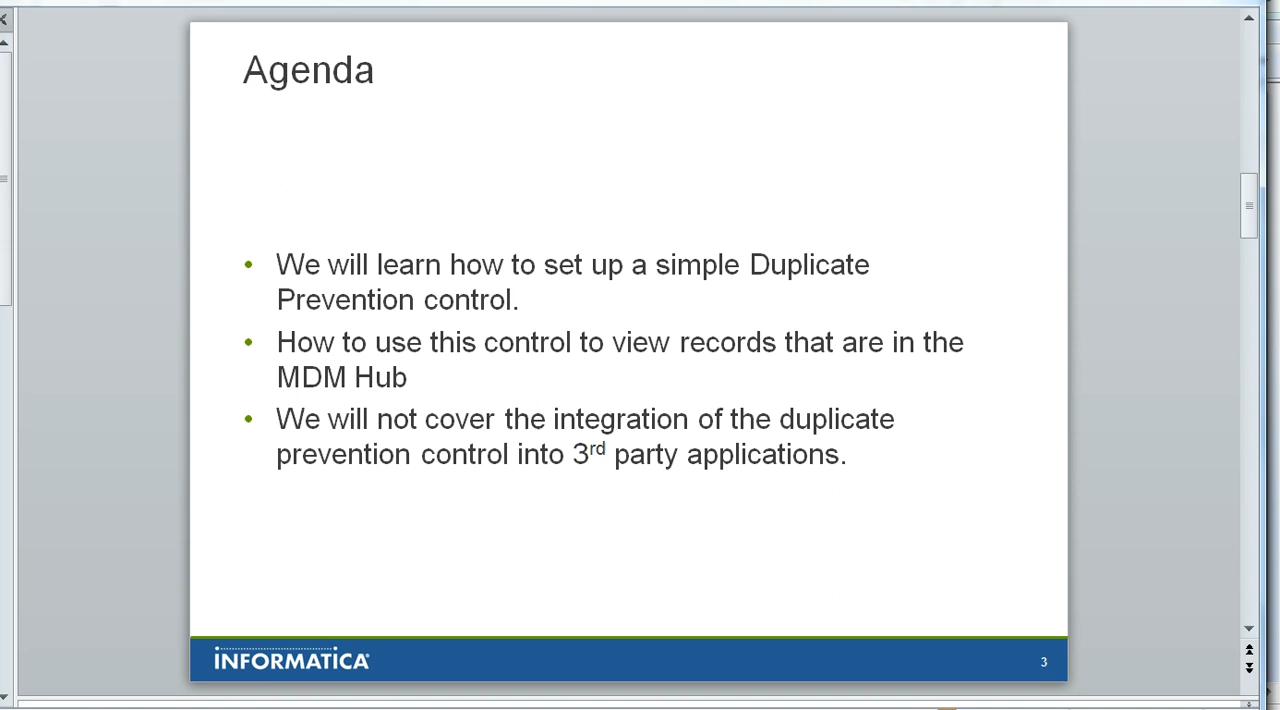 Agenda
• We will learn how to set up a simple Duplicate
Prevention control.
• How to use this control to view records that are in the
MDM Hub
• We will not cover the integration of the duplicate
prevention control into 3rd party applications.
INFORMATICA®
3